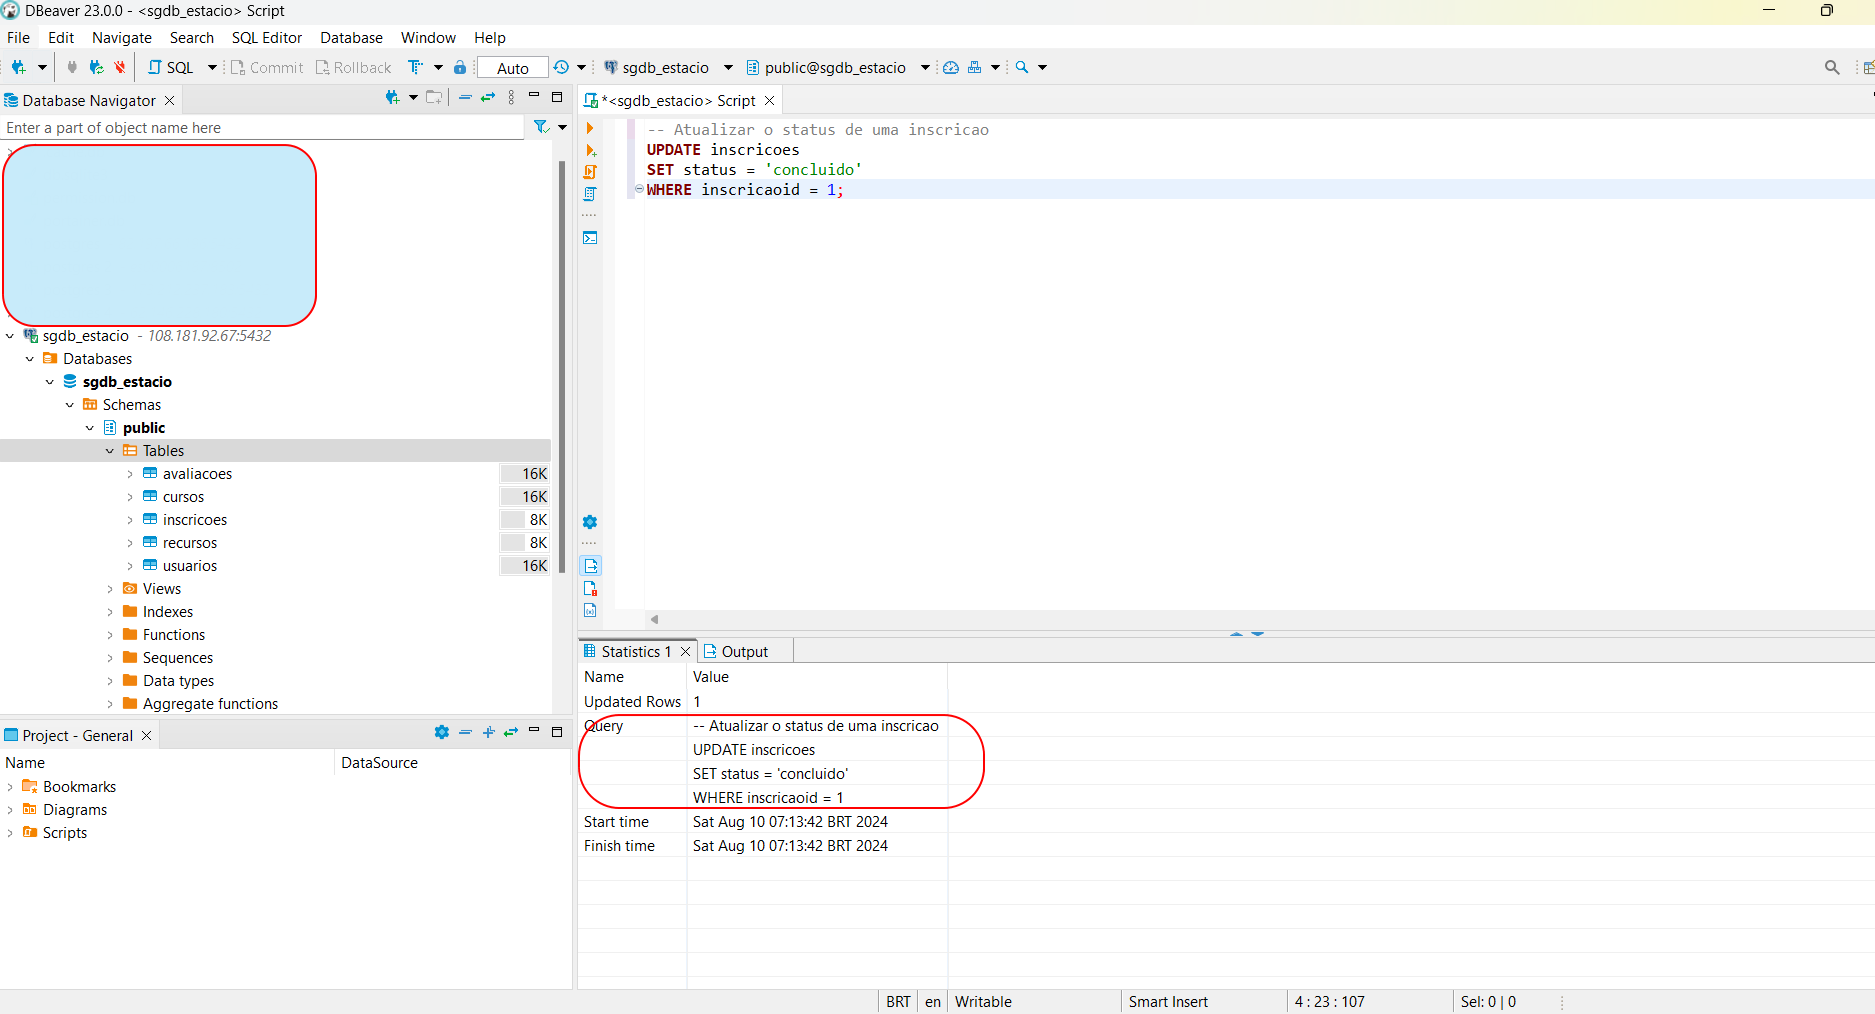 DBeaver 23.0.0 - <sgdb_estacio> Script
File Edit Navigate Search SQL Editor Database Window Help
SQL Commit Rollback Auto sgdb_estacio public@sgdb_estacio
Database Navigator
Enter a part of object name here
sgdb_estacio - 108.181.92.67:5432
Databases
sgdb_estacio
Schemas
public
Tables
avaliacoes 16K
cursos 16K
inscricoes 8K
recursos 8K
usuarios 16K
Views
Indexes
Functions
Sequences
Data types
Aggregate functions
Project - General
Name DataSource
Bookmarks
Diagrams
Scripts
*<sgdb_estacio> Script
-- Atualizar o status de uma inscricao
UPDATE inscricoes
SET status = 'concluido'
WHERE inscricaoid = 1;
Statistics 1 Output
Name Value
Updated Rows 1
Query -- Atualizar o status de uma inscricao
UPDATE inscricoes
SET status = 'concluido'
WHERE inscricaoid = 1
Start time Sat Aug 10 07:13:42 BRT 2024
Finish time Sat Aug 10 07:13:42 BRT 2024
BRT en Writable Smart Insert 4 : 23 : 107 Sel: 0 | 0